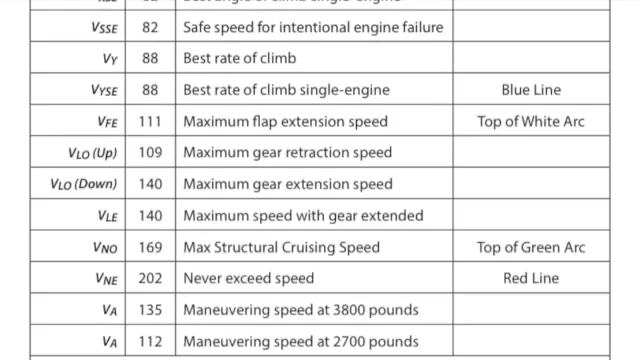 VSSE 82 Safe speed for intentional engine failure
VY 88 Best rate of climb
VYSE 88 Best rate of climb single-engine Blue Line
VFE 111 Maximum flap extension speed Top of White Arc
VLO (Up) 109 Maximum gear retraction speed
VLO (Down) 140 Maximum gear extension speed
VLE 140 Maximum speed with gear extended
VNO 169 Max Structural Cruising Speed Top of Green Arc
VNE 202 Never exceed speed Red Line
VA 135 Maneuvering speed at 3800 pounds
VA 112 Maneuvering speed at 2700 pounds